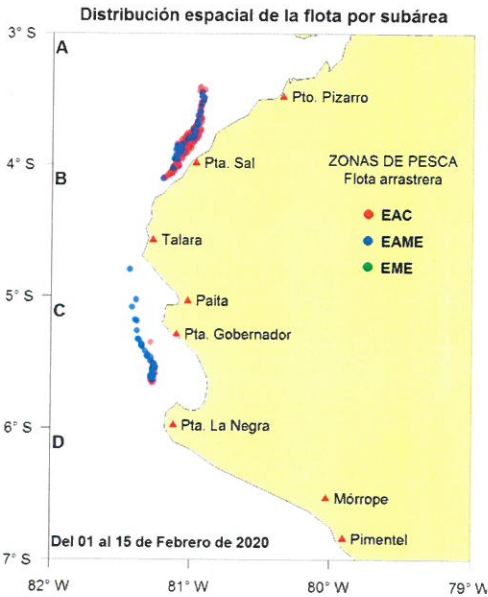 Distribución espacial de la flota por subárea
3° S
A
Pto. Pizarro
4° S
Pta. Sal
B
ZONAS DE PESCA
Flota arrastrera
EAC
EAME
EME
Talara
5° S
C
Paita
Pta. Gobernador
6° S
D
Pta. La Negra
Mórrope
Pimentel
Del 01 al 15 de Febrero de 2020
7° S
82° W
81° W
80° W
79° W